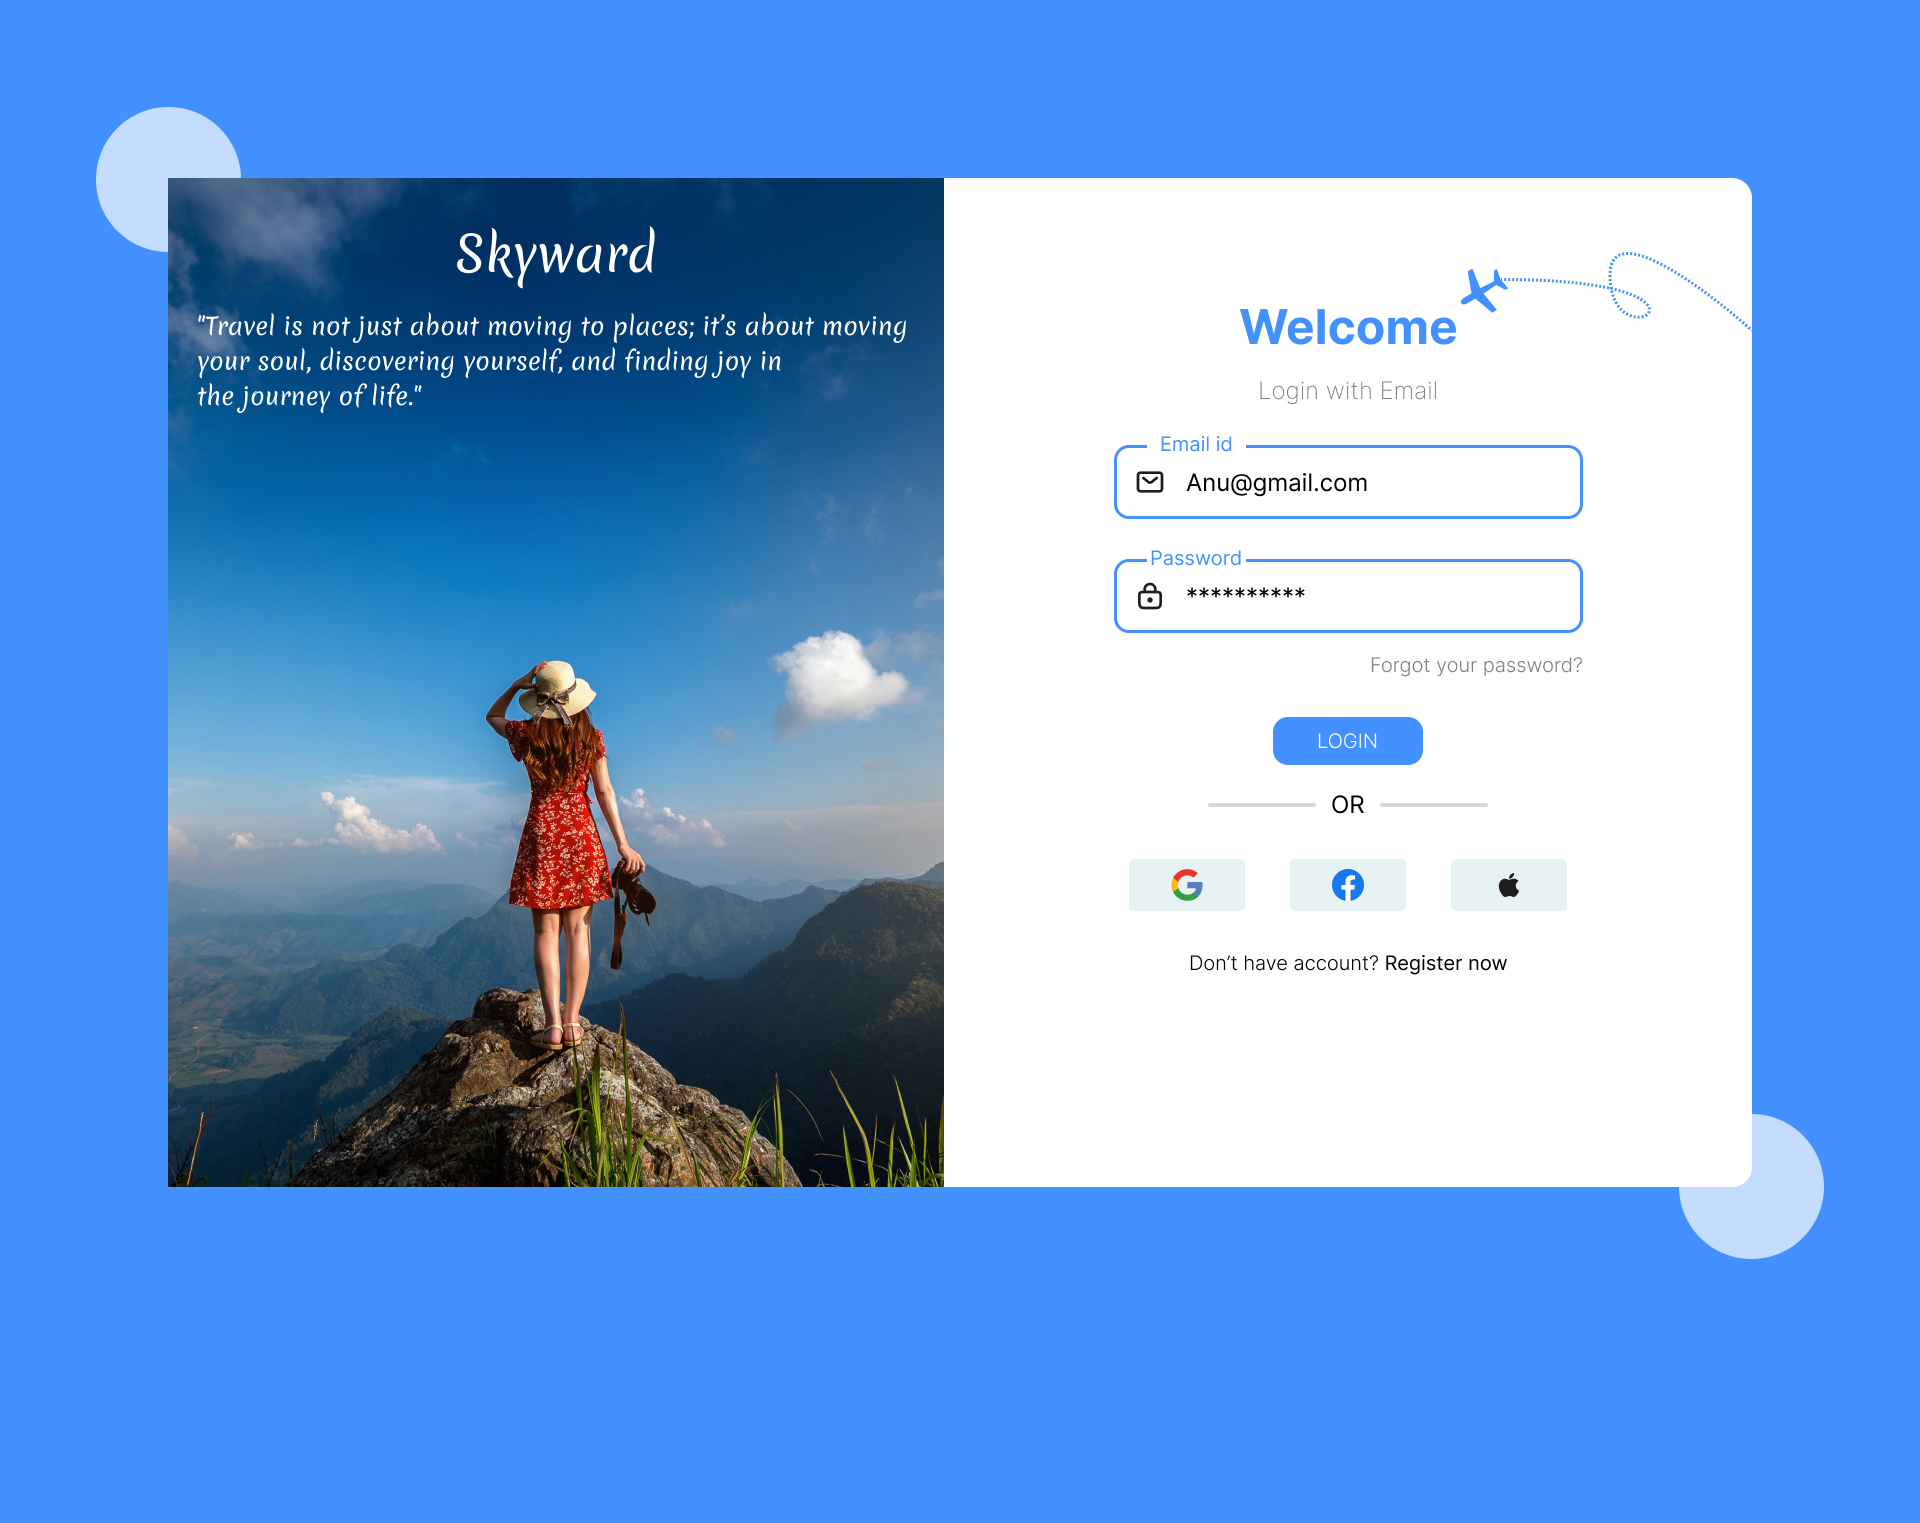 Skyward
"Travel is not just about moving to places; it’s about moving
your soul, discovering yourself, and finding joy in
the journey of life."
Welcome
Login with Email
Email id
Anu@gmail.com
Password
**********
Forgot your password?
LOGIN
OR
Don’t have account? Register now